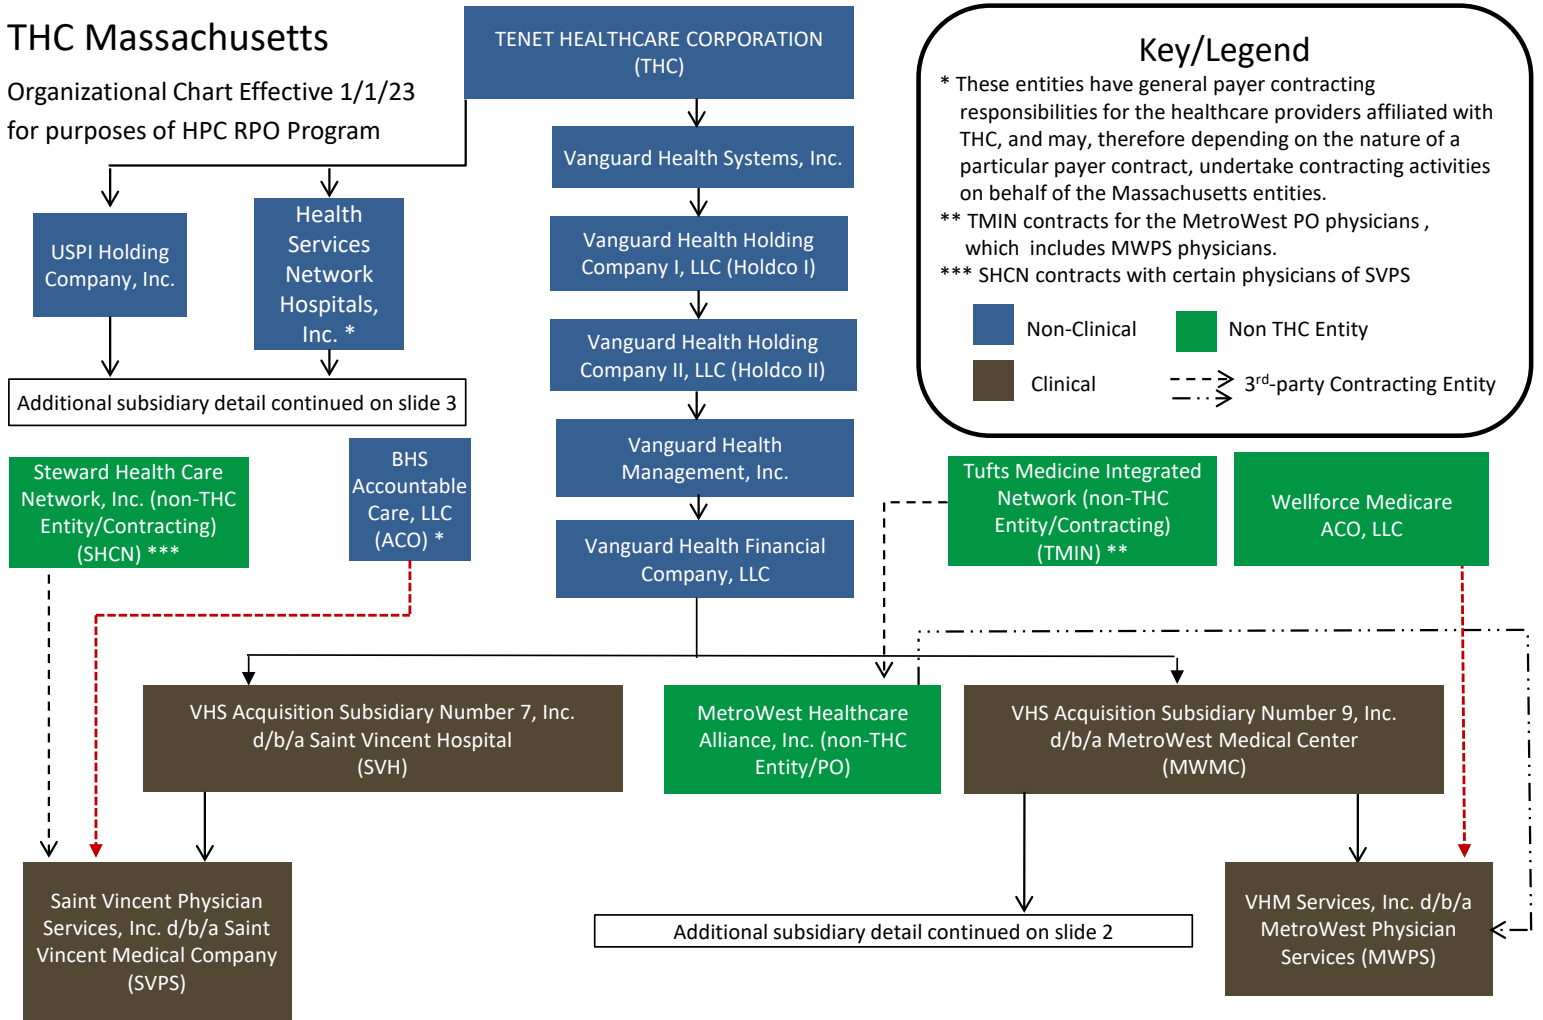 THC Massachusetts
Organizational Chart Effective 1/1/23
for purposes of HPC RPO Program
TENET HEALTHCARE CORPORATION
(THC)
Key/Legend
* These entities have general payer contracting
responsibilities for the healthcare providers affiliated with
THC, and may, therefore depending on the nature of a
particular payer contract, undertake contracting activities
on behalf of the Massachusetts entities.
** TMIN contracts for the MetroWest PO physicians ,
which includes MWPS physicians.
*** SHCN contracts with certain physicians of SVPS
Non-Clinical
Non THC Entity
Clinical
3rd-party Contracting Entity
Vanguard Health Systems, Inc.
USPI Holding
Company, Inc.
Health
Services
Network
Hospitals,
Inc. *
Vanguard Health Holding
Company I, LLC (Holdco I)
Vanguard Health Holding
Company II, LLC (Holdco II)
Additional subsidiary detail continued on slide 3
Vanguard Health
Management, Inc.
Steward Health Care
Network, Inc. (non-THC
Entity/Contracting)
(SHCN) ***
BHS
Accountable
Care, LLC
(ACO) *
Vanguard Health Financial
Company, LLC
Tufts Medicine Integrated
Network (non-THC
Entity/Contracting)
(TMIN) **
Wellforce Medicare
ACO, LLC
VHS Acquisition Subsidiary Number 7, Inc.
d/b/a Saint Vincent Hospital
(SVH)
MetroWest Healthcare
Alliance, Inc. (non-THC
Entity/PO)
VHS Acquisition Subsidiary Number 9, Inc.
d/b/a MetroWest Medical Center
(MWMC)
Saint Vincent Physician
Services, Inc. d/b/a Saint
Vincent Medical Company
(SVPS)
Additional subsidiary detail continued on slide 2
VHM Services, Inc. d/b/a
MetroWest Physician
Services (MWPS)